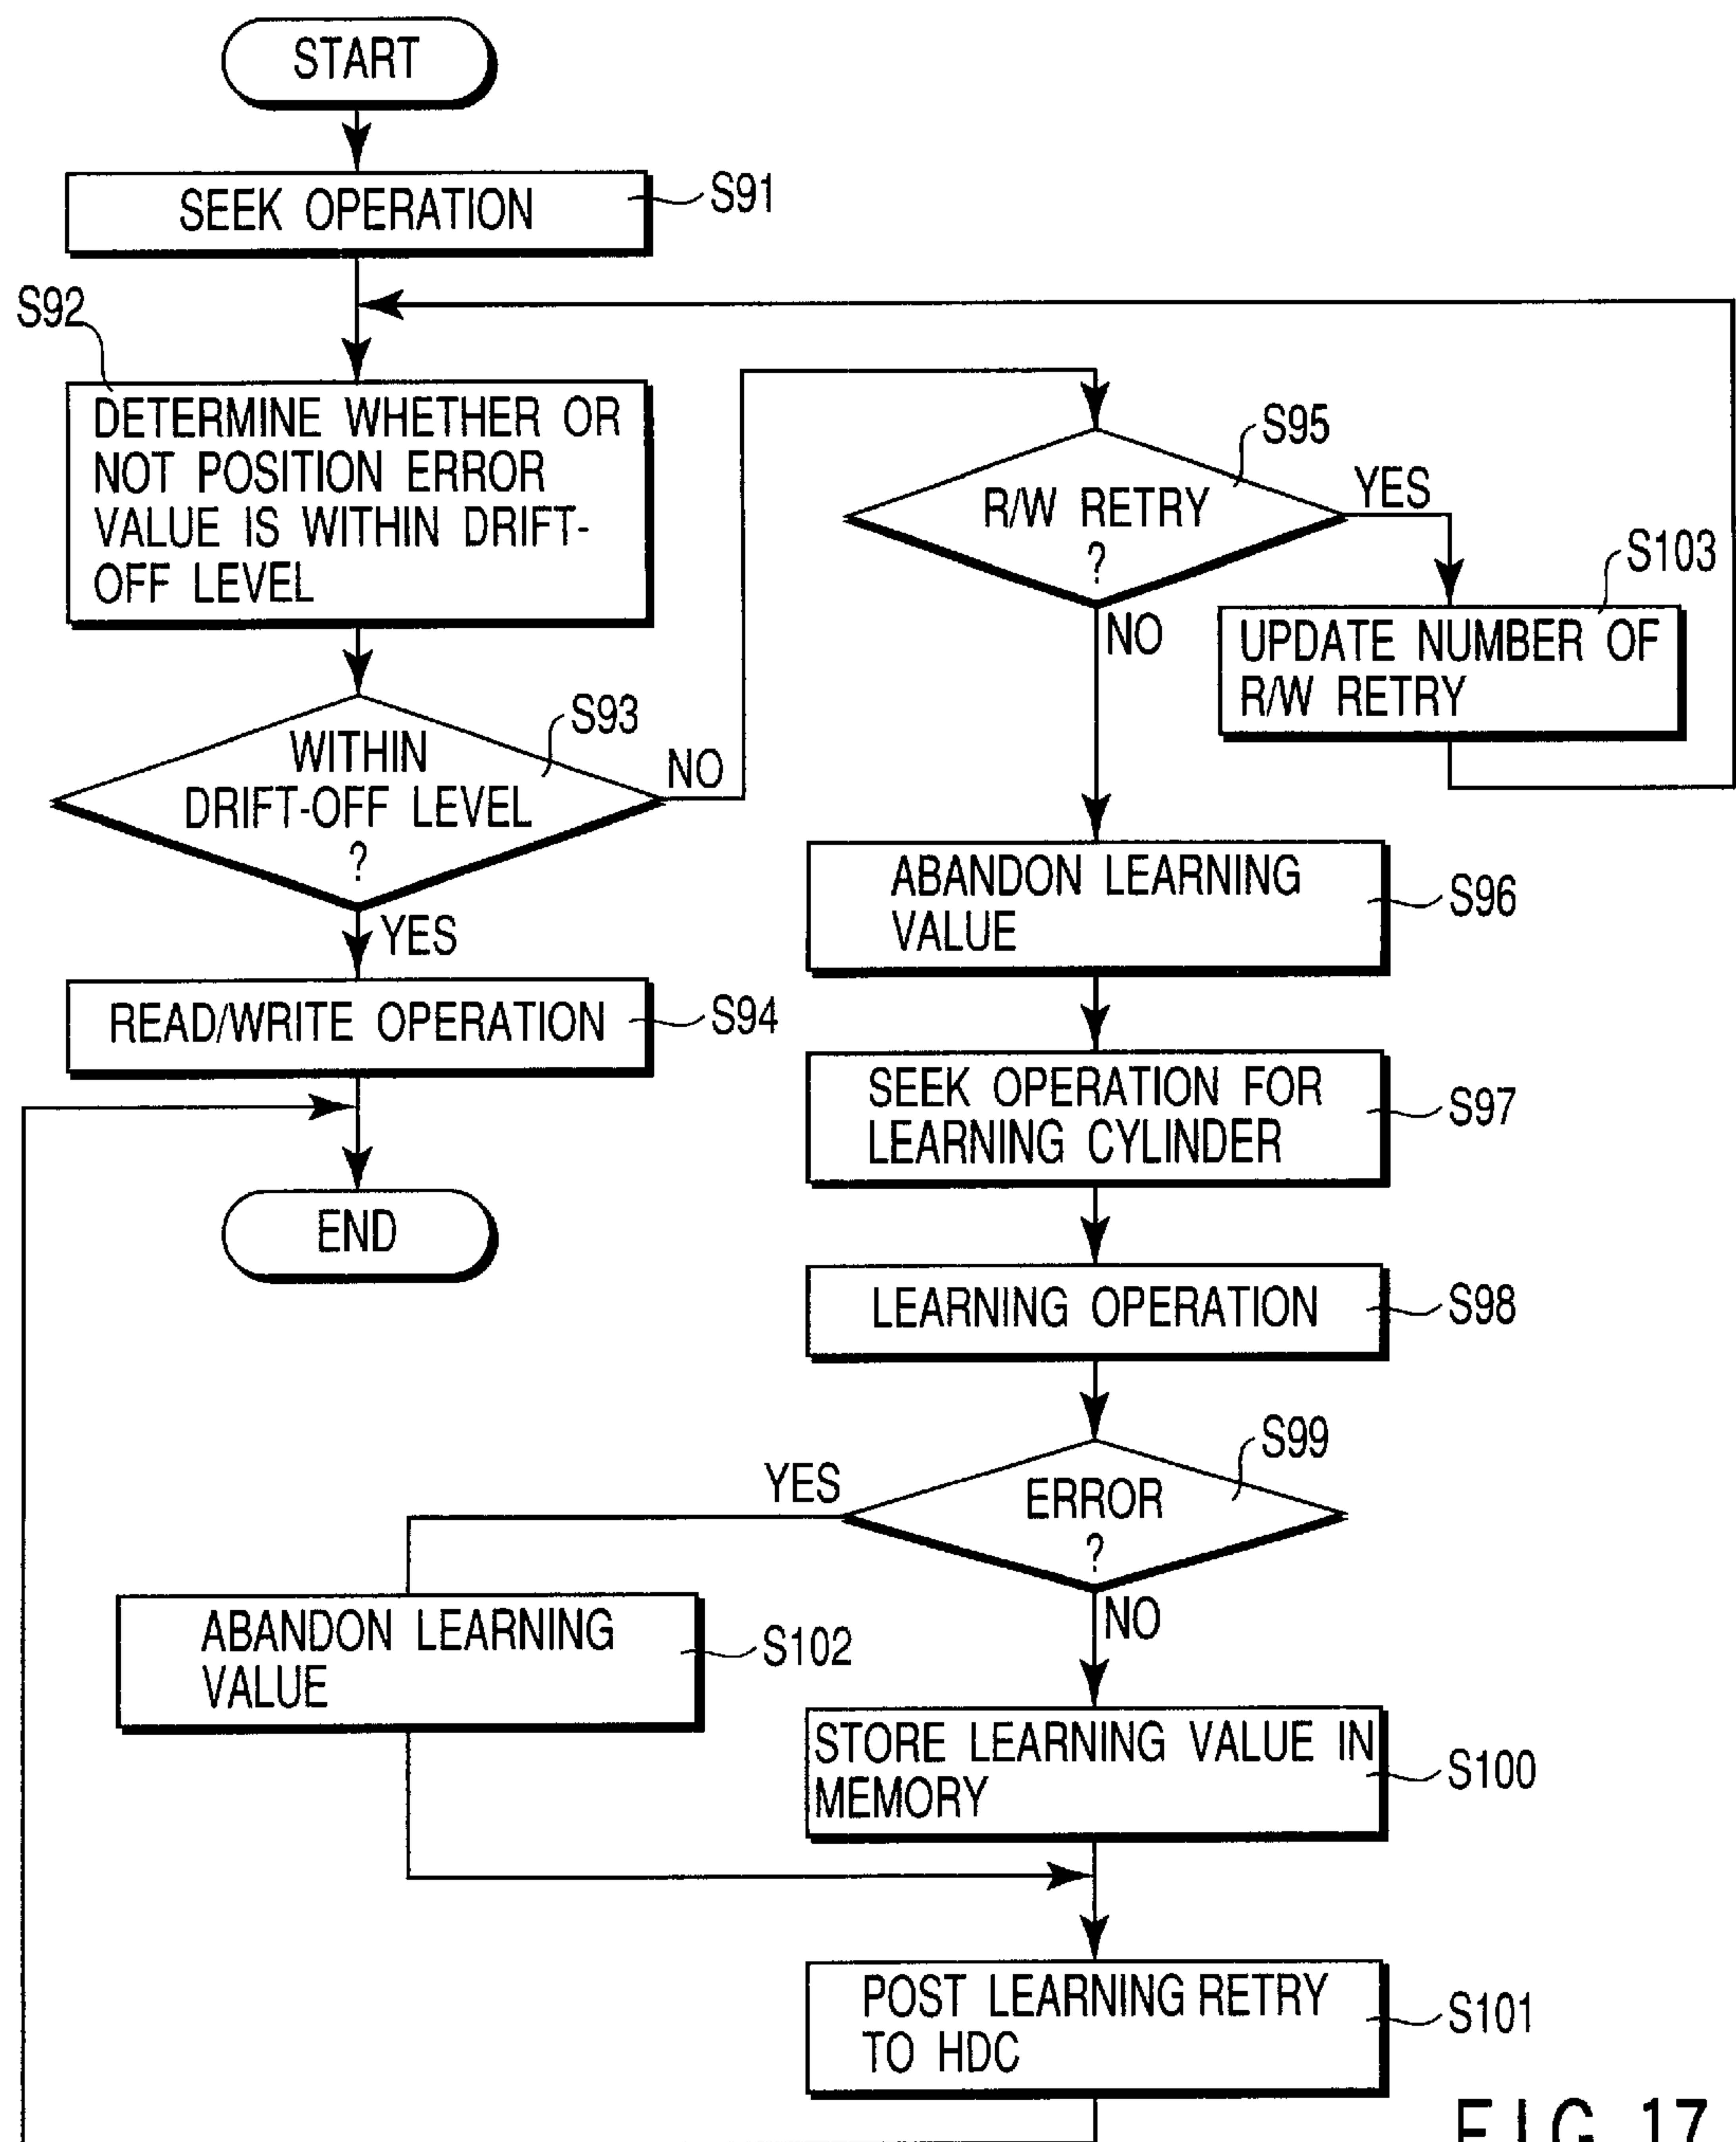 START
SEEK OPERATION
S91
S92
DETERMINE WHETHER OR
NOT POSITION ERROR
VALUE IS WITHIN DRIFT-
OFF LEVEL
S93
WITHIN
DRIFT-OFF LEVEL
?
NO
YES
READ/WRITE OPERATION
S94
END
S95
R/W RETRY
?
YES
NO
S103
UPDATE NUMBER OF
R/W RETRY
ABANDON LEARNING
VALUE
S96
SEEK OPERATION FOR
LEARNING CYLINDER
S97
LEARNING OPERATION
S98
S99
ERROR
?
YES
NO
ABANDON LEARNING
VALUE
S102
STORE LEARNING VALUE IN
MEMORY
S100
POST LEARNING RETRY
TO HDC
S101
FIG. 17